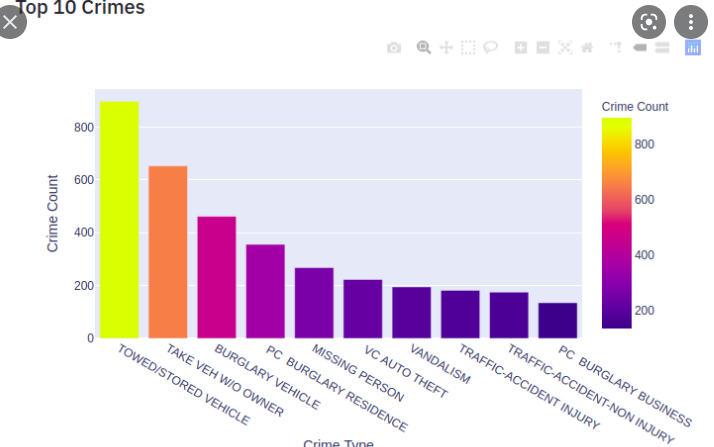 Top 10 Crimes
Crime Count
800
600
400
200
0
Crime Count
800
600
400
200
TOWED/STORED VEHICLE
TAKE VEH W/O OWNER
BURGLARY VEHICLE
PC BURGLARY RESIDENCE
MISSING PERSON
VC AUTO THEFT
VANDALISM
TRAFFIC-ACCIDENT INJURY
TRAFFIC-ACCIDENT-NON INJURY
PC BURGLARY BUSINESS
Crime Type